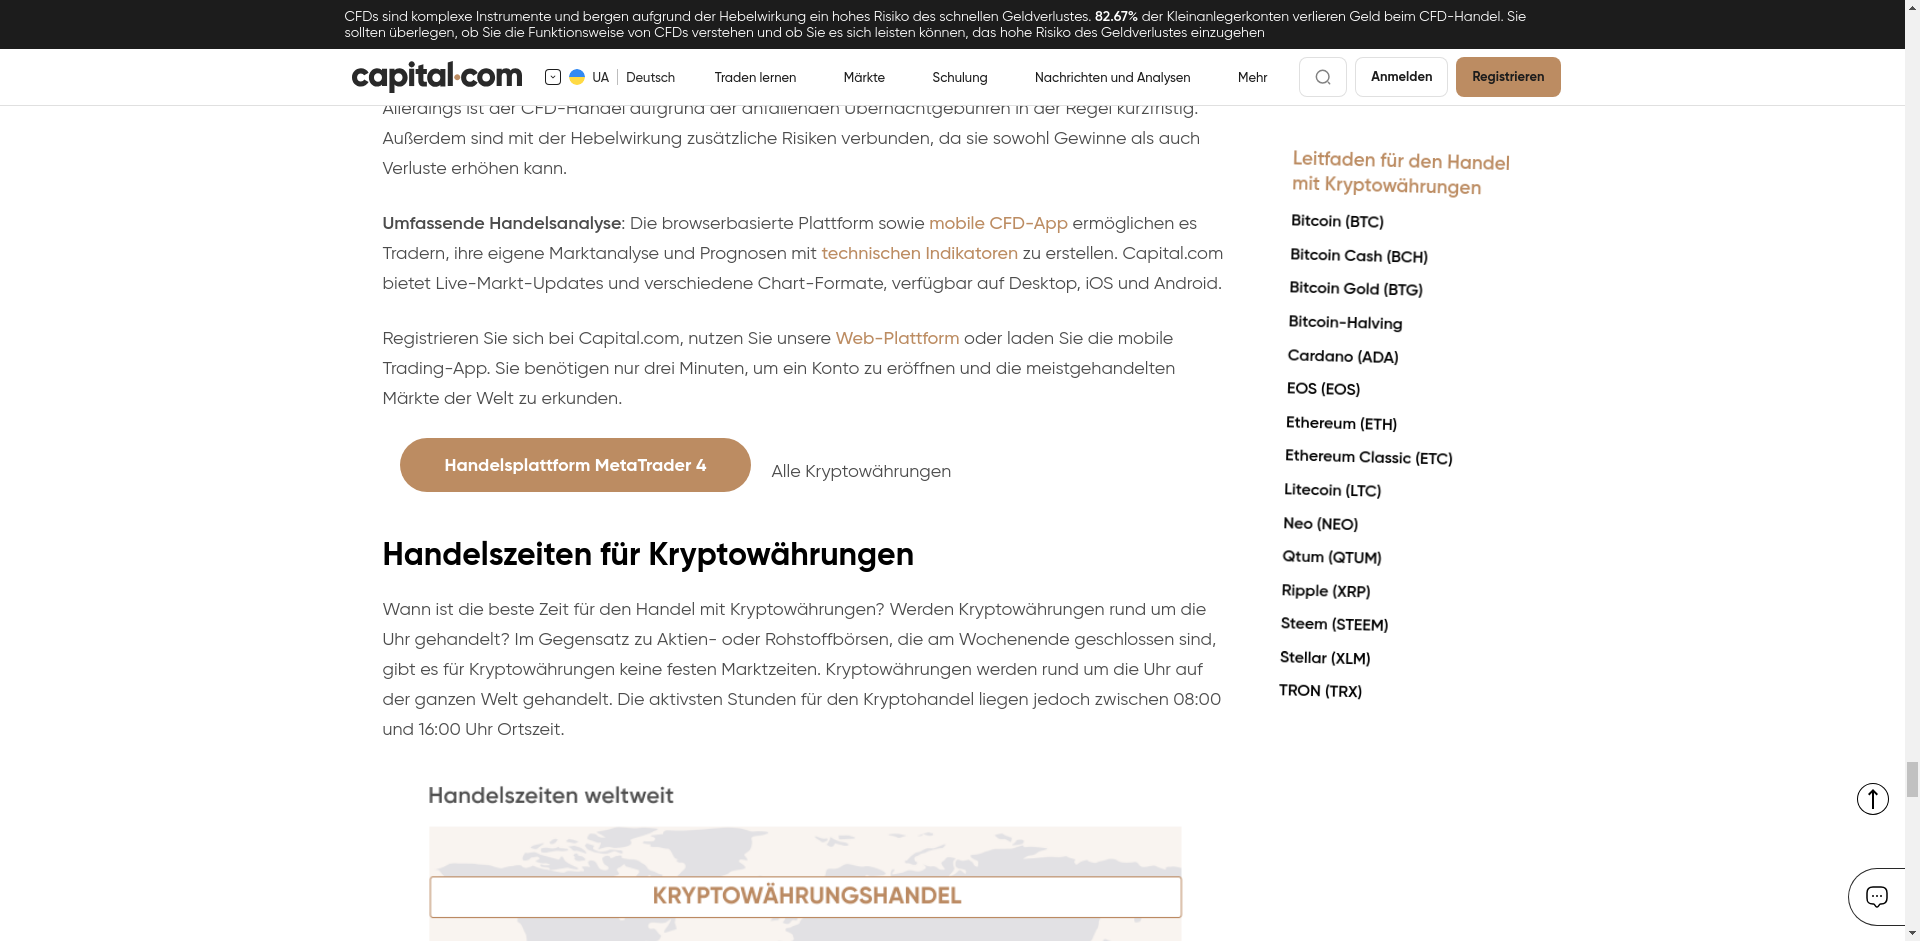 CFDs sind komplexe Instrumente und bergen aufgrund der Hebelwirkung ein hohes Risiko des schnellen Geldverlustes. 82.67% der Kleinanlegerkonten verlieren Geld beim CFD-Handel. Sie
sollten überlegen, ob Sie die Funktionsweise von CFDs verstehen und ob Sie es sich leisten können, das hohe Risiko des Geldverlustes einzugehen
capital.com
UA
Deutsch
Traden lernen
Märkte
Schulung
Nachrichten und Analysen
Mehr
Anmelden
Registrieren
Allerdings ist der CFD-Handel aufgrund der anfallenden Übernachtgebühren in der Regel kurzfristig.
Außerdem sind mit der Hebelwirkung zusätzliche Risiken verbunden, da sie sowohl Gewinne als auch
Verluste erhöhen kann.
Umfassende Handelsanalyse: Die browserbasierte Plattform sowie mobile CFD-App ermöglichen es
Tradern, ihre eigene Marktanalyse und Prognosen mit technischen Indikatoren zu erstellen. Capital.com
bietet Live-Markt-Updates und verschiedene Chart-Formate, verfügbar auf Desktop, iOS und Android.
Registrieren Sie sich bei Capital.com, nutzen Sie unsere Web-Plattform oder laden Sie die mobile
Trading-App. Sie benötigen nur drei Minuten, um ein Konto zu eröffnen und die meistgehandelten
Märkte der Welt zu erkunden.
Handelsplattform MetaTrader 4
Alle Kryptowährungen
Handelszeiten für Kryptowährungen
Wann ist die beste Zeit für den Handel mit Kryptowährungen? Werden Kryptowährungen rund um die
Uhr gehandelt? Im Gegensatz zu Aktien- oder Rohstoffbörsen, die am Wochenende geschlossen sind,
gibt es für Kryptowährungen keine festen Marktzeiten. Kryptowährungen werden rund um die Uhr auf
der ganzen Welt gehandelt. Die aktivsten Stunden für den Kryptohandel liegen jedoch zwischen 08:00
und 16:00 Uhr Ortszeit.
Handelszeiten weltweit
KRYPTOWÄHRUNGSHANDEL
Leitfaden für den Handel
mit Kryptowährungen
Bitcoin (BTC)
Bitcoin Cash (BCH)
Bitcoin Gold (BTG)
Bitcoin-Halving
Cardano (ADA)
EOS (EOS)
Ethereum (ETH)
Ethereum Classic (ETC)
Litecoin (LTC)
Neo (NEO)
Qtum (QTUM)
Ripple (XRP)
Steem (STEEM)
Stellar (XLM)
TRON (TRX)